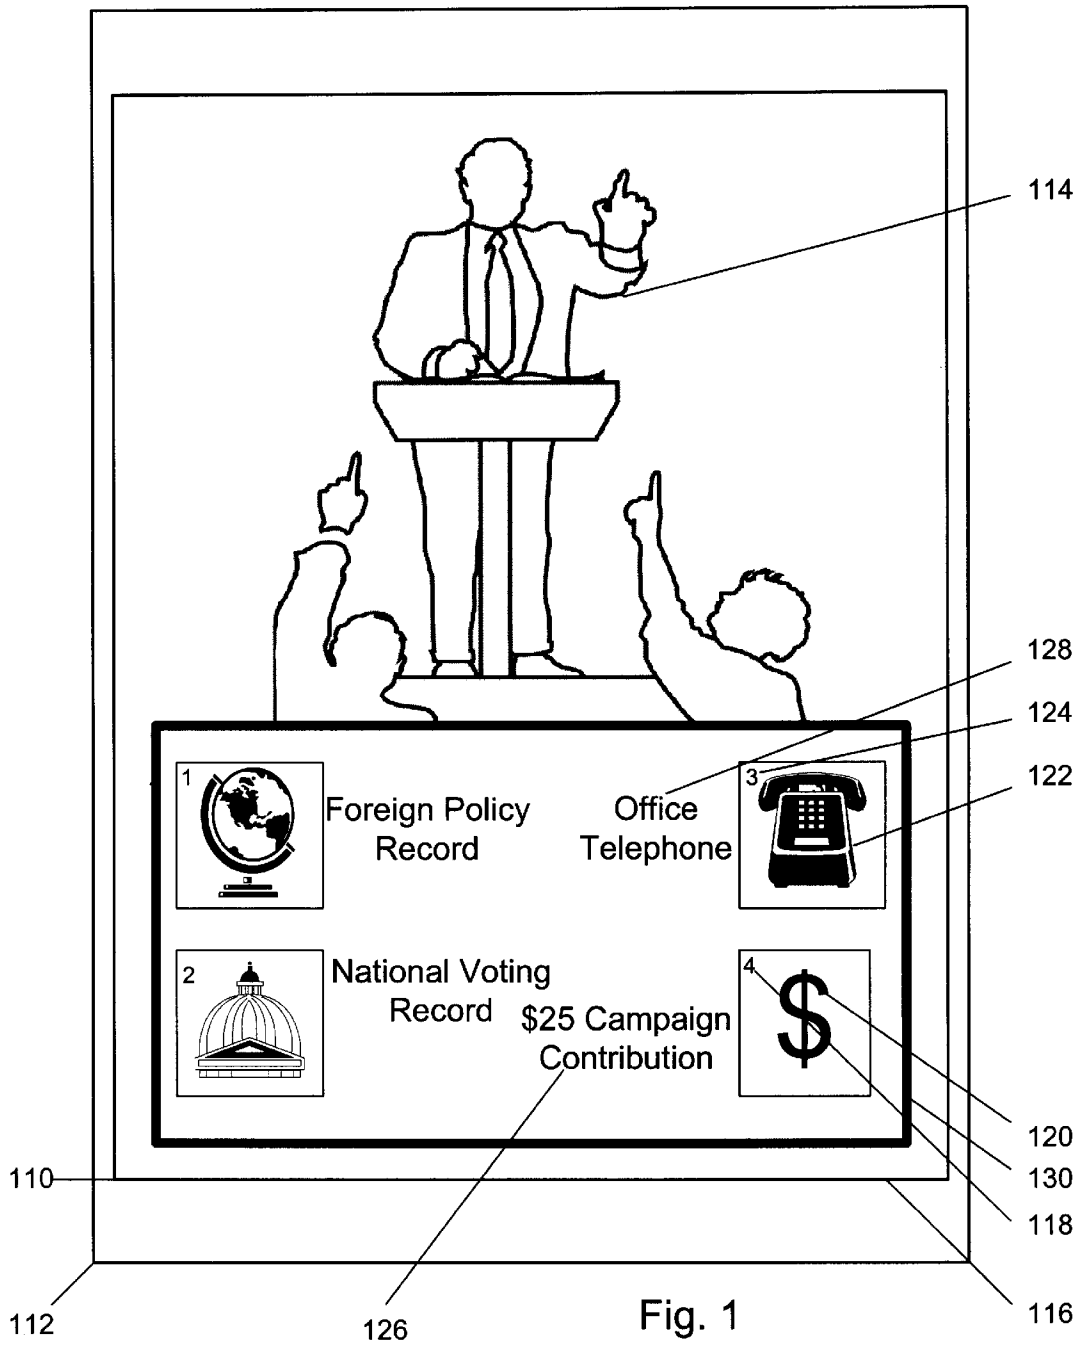 114
128
124
122
1
Foreign Policy
Record
Office
Telephone
3
2
National Voting
Record
$25 Campaign
Contribution
4
$
120
130
118
116
110
112
126
Fig. 1